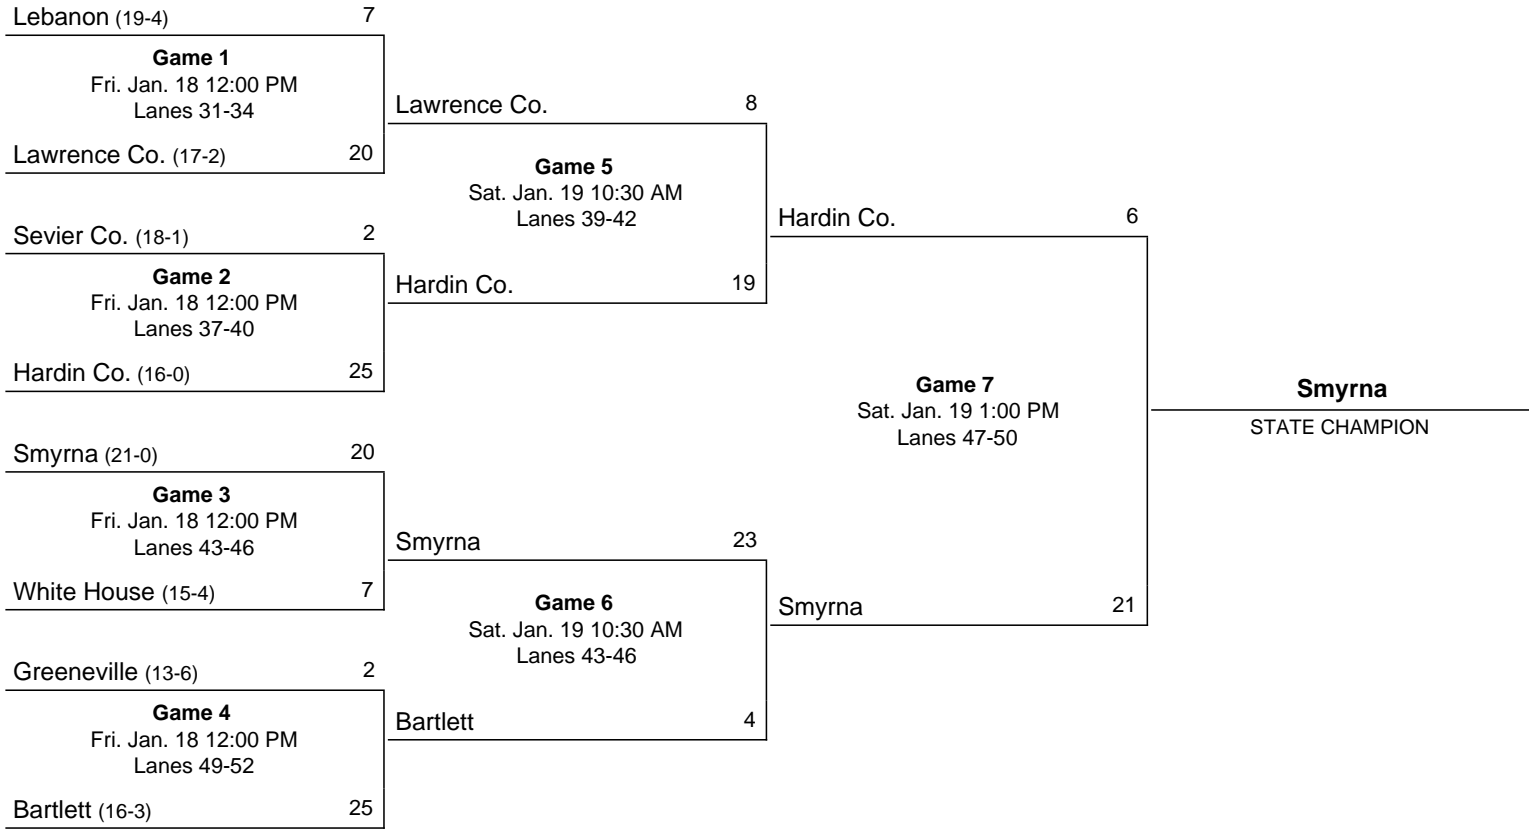 Lebanon (19-4) 7
Game 1
Fri. Jan. 18 12:00 PM
Lanes 31-34
Lawrence Co. (17-2) 20
Sevier Co. (18-1) 2
Game 2
Fri. Jan. 18 12:00 PM
Lanes 37-40
Hardin Co. (16-0) 25
Smyrna (21-0) 20
Game 3
Fri. Jan. 18 12:00 PM
Lanes 43-46
White House (15-4) 7
Greeneville (13-6) 2
Game 4
Fri. Jan. 18 12:00 PM
Lanes 49-52
Bartlett (16-3) 25
Lawrence Co. 8
Game 5
Sat. Jan. 19 10:30 AM
Lanes 39-42
Hardin Co. 19
Smyrna 23
Game 6
Sat. Jan. 19 10:30 AM
Lanes 43-46
Bartlett 4
Hardin Co. 6
Game 7
Sat. Jan. 19 1:00 PM
Lanes 47-50
Smyrna 21
Smyrna
STATE CHAMPION